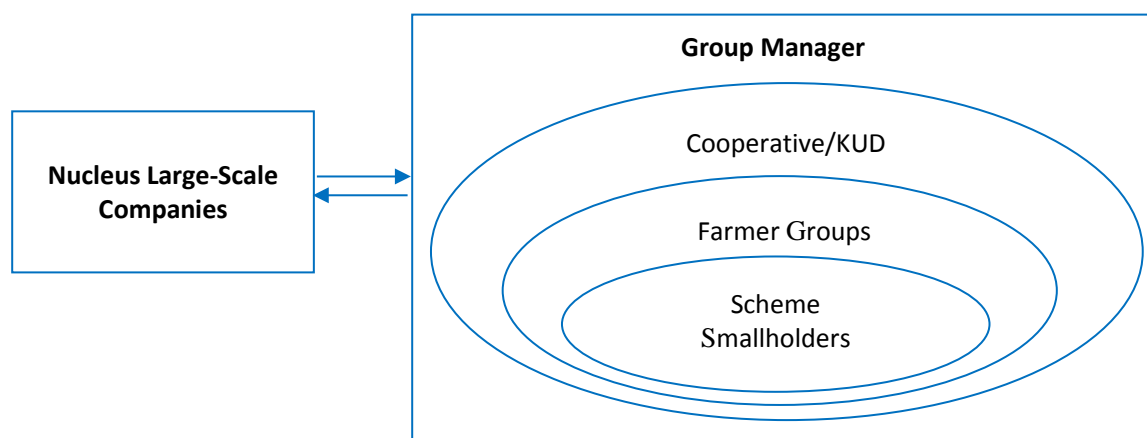 Group Manager
Cooperative/KUD
Nucleus Large-Scale
Companies
Farmer Groups
Scheme
Smallholders